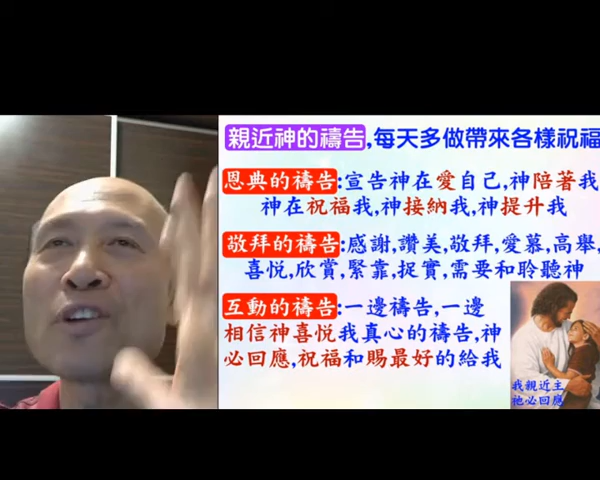 親近神的禱告,每天多做帶來各樣祝福
恩典的禱告:宣告神在愛自己,神陪著我
神在祝福我,神接納我,神提升我
敬拜的禱告:感謝,讚美,敬拜,愛慕,高舉,
喜悦,欣賞,緊靠,捉實,需要和聆聽神
互動的禱告:一邊禱告,一邊
相信神喜悦我真心的禱告,神
必回應,祝福和賜最好的給我
我親近主
祂必回應